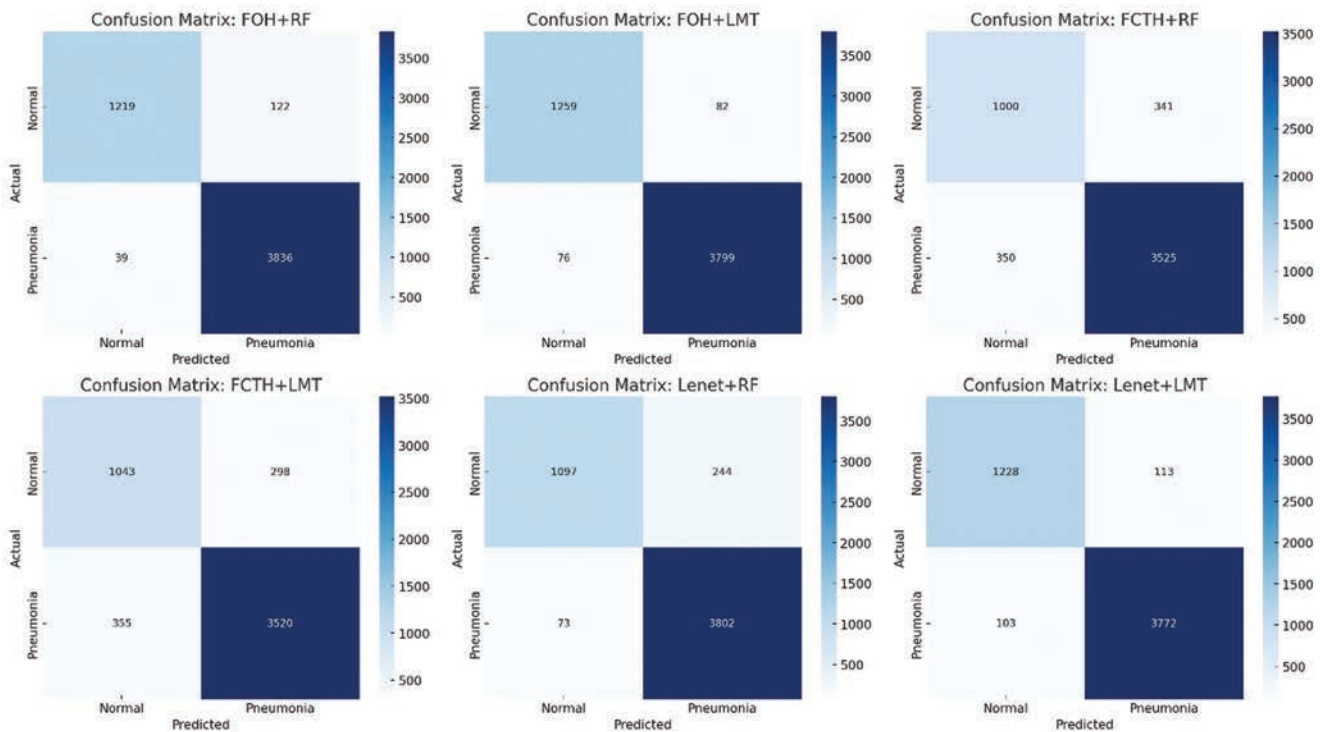 Confusion Matrix: FOH+RF
Normal
Pneumonia
Actual
1219
122
39
3836
Normal
Pneumonia
Predicted
3500
3000
2500
2000
1500
1000
500
Confusion Matrix: FOH+LMT
Normal
Pneumonia
Actual
1259
82
76
3799
Normal
Pneumonia
Predicted
3500
3000
2500
2000
1500
1000
500
Confusion Matrix: FCTH+RF
Normal
Pneumonia
Actual
1000
341
350
3525
Normal
Pneumonia
Predicted
3500
3000
2500
2000
1500
1000
500
Confusion Matrix: FCTH+LMT
Normal
Pneumonia
Actual
1043
298
355
3520
Normal
Pneumonia
Predicted
3500
3000
2500
2000
1500
1000
500
Confusion Matrix: Lenet+RF
Normal
Pneumonia
Actual
1097
244
73
3802
Normal
Pneumonia
Predicted
3500
3000
2500
2000
1500
1000
500
Confusion Matrix: Lenet+LMT
Normal
Pneumonia
Actual
1228
113
103
3772
Normal
Pneumonia
Predicted
3500
3000
2500
2000
1500
1000
500